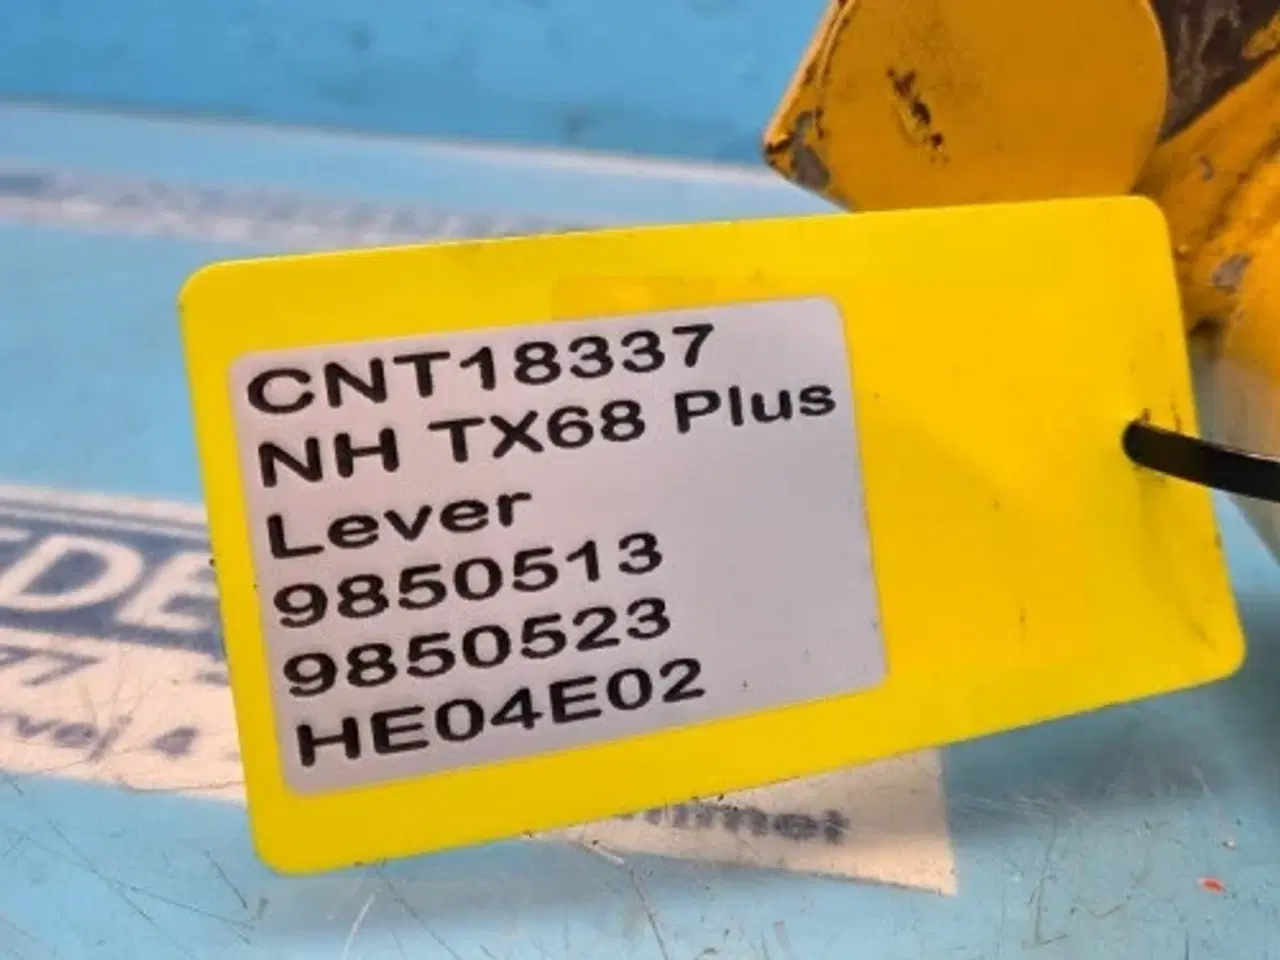 CNT18337
NH TX68 Plus
Lever
9850513
9850523
HE04E02